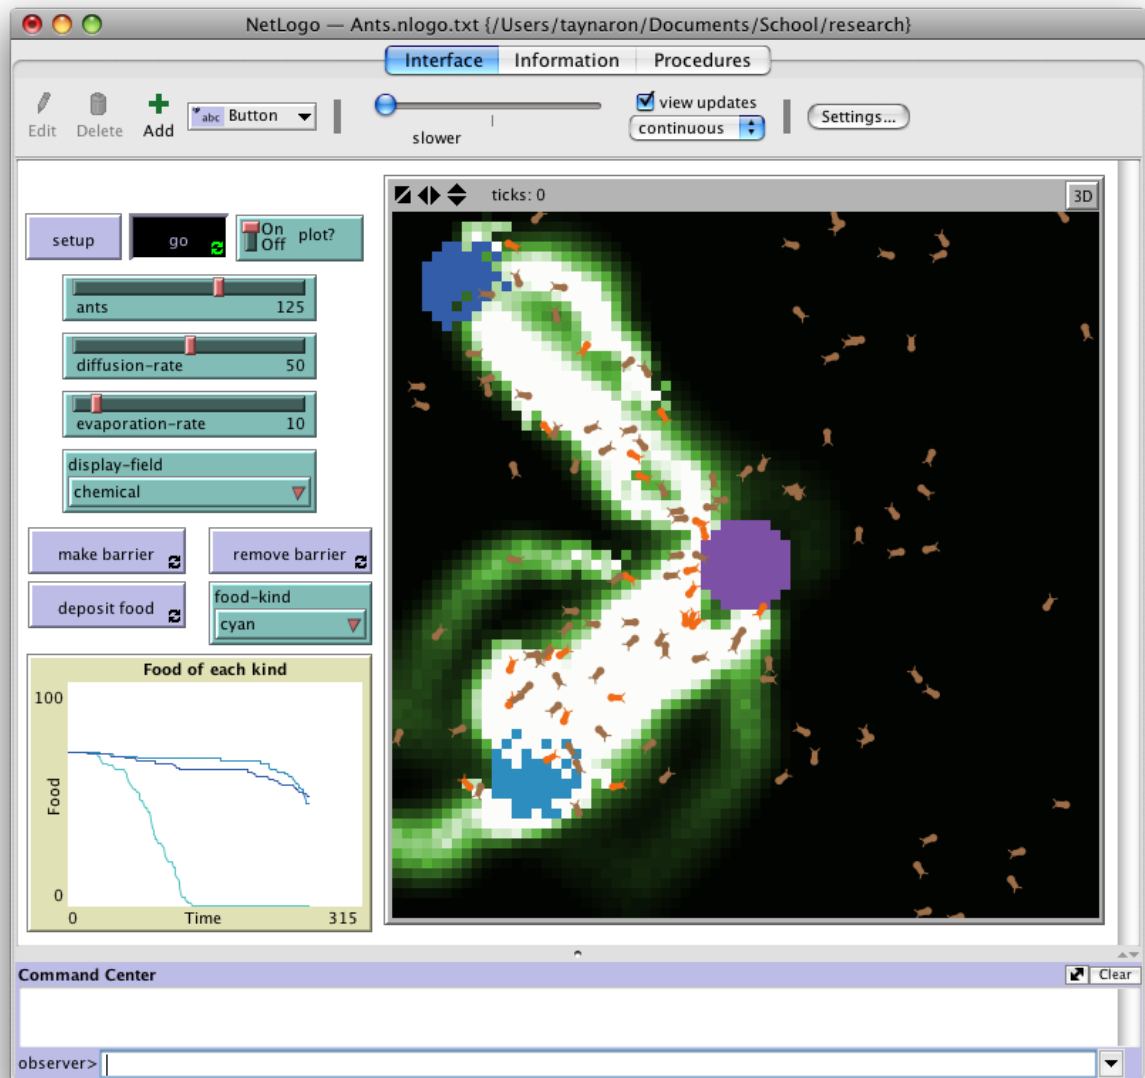 NetLogo — Ants.nlogo.txt {/Users/taynaron/Documents/School/research}
Interface Information Procedures
Edit Delete Add abc Button slower view updates continuous Settings...
ticks: 0 3D
setup go On Off plot?
ants 125
diffusion-rate 50
evaporation-rate 10
display-field
chemical
make barrier remove barrier
deposit food
food-kind
cyan
Food of each kind
100
Food
0
0 Time 315
Command Center Clear
observer>